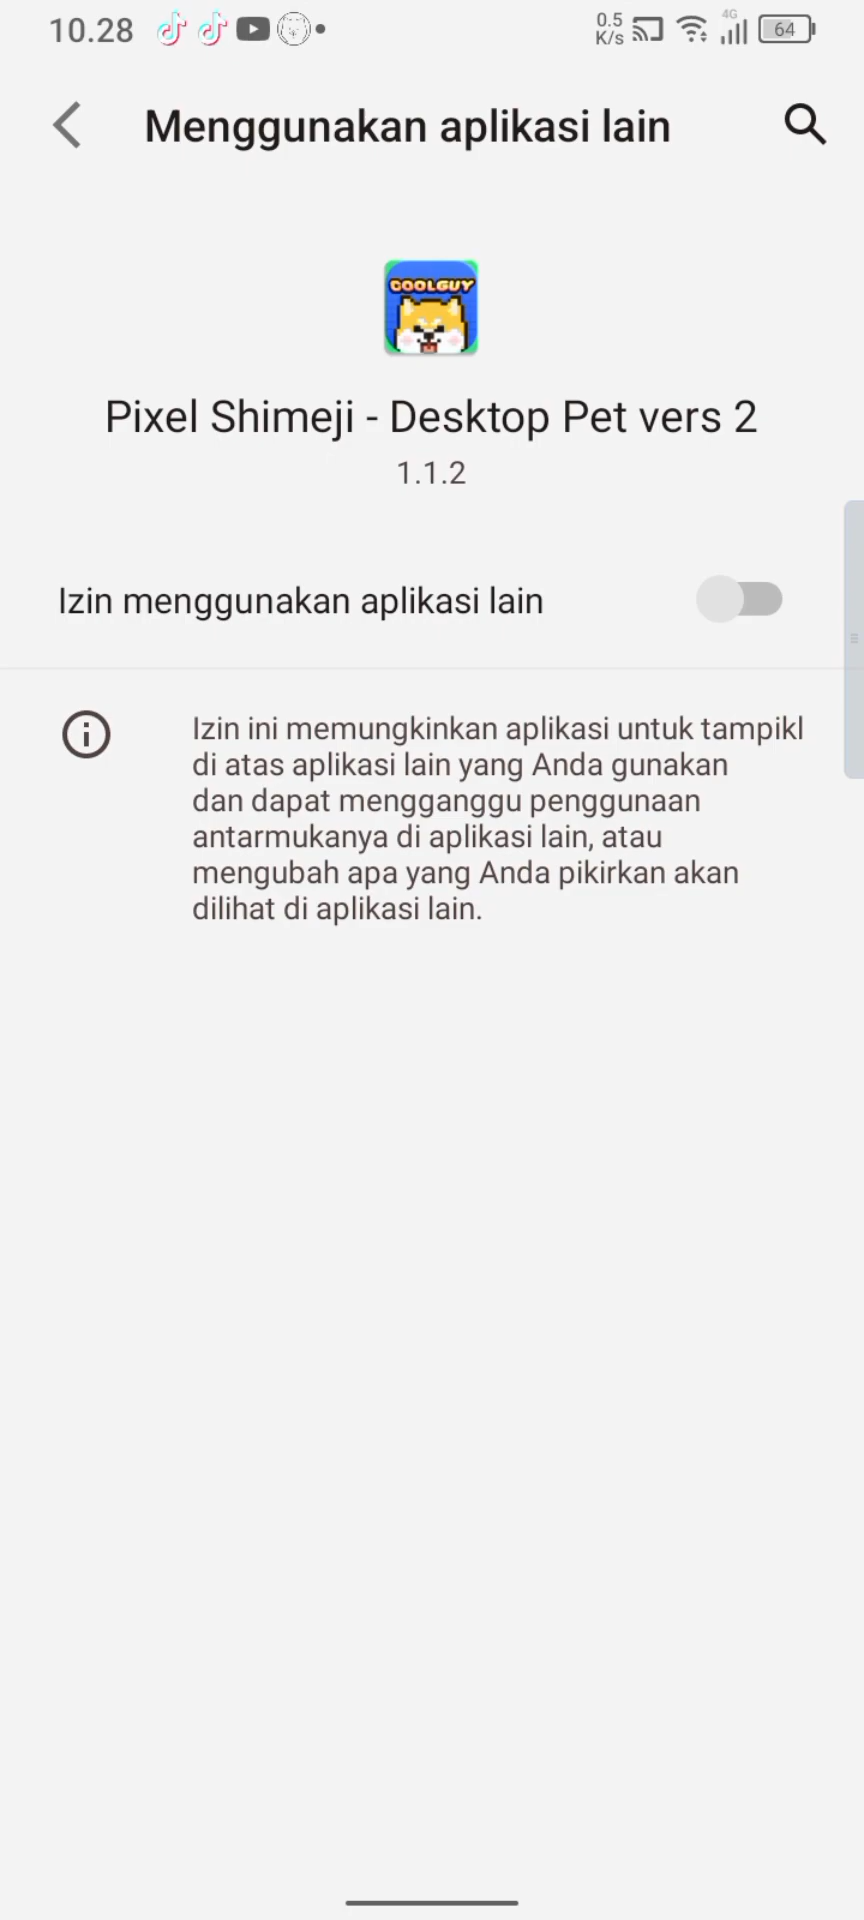 10.28
0.5
K/s
4G
64
Menggunakan aplikasi lain
COOLGUY
Pixel Shimeji - Desktop Pet vers 2
1.1.2
Izin menggunakan aplikasi lain
Izin ini memungkinkan aplikasi untuk tampikl
di atas aplikasi lain yang Anda gunakan
dan dapat mengganggu penggunaan
antarmukanya di aplikasi lain, atau
mengubah apa yang Anda pikirkan akan
dilihat di aplikasi lain.